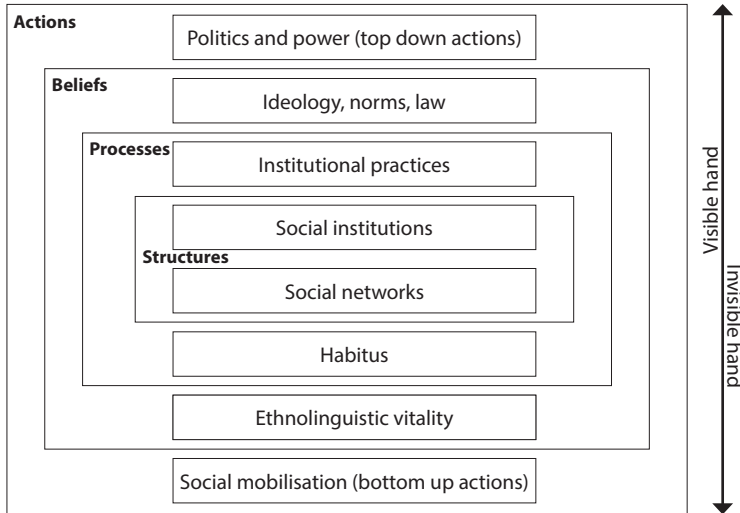 Actions
Politics and power (top down actions)
Beliefs
Ideology, norms, law
Processes
Institutional practices
Social institutions
Structures
Social networks
Habitus
Ethnolinguistic vitality
Social mobilisation (bottom up actions)
Visible hand
Invisible hand